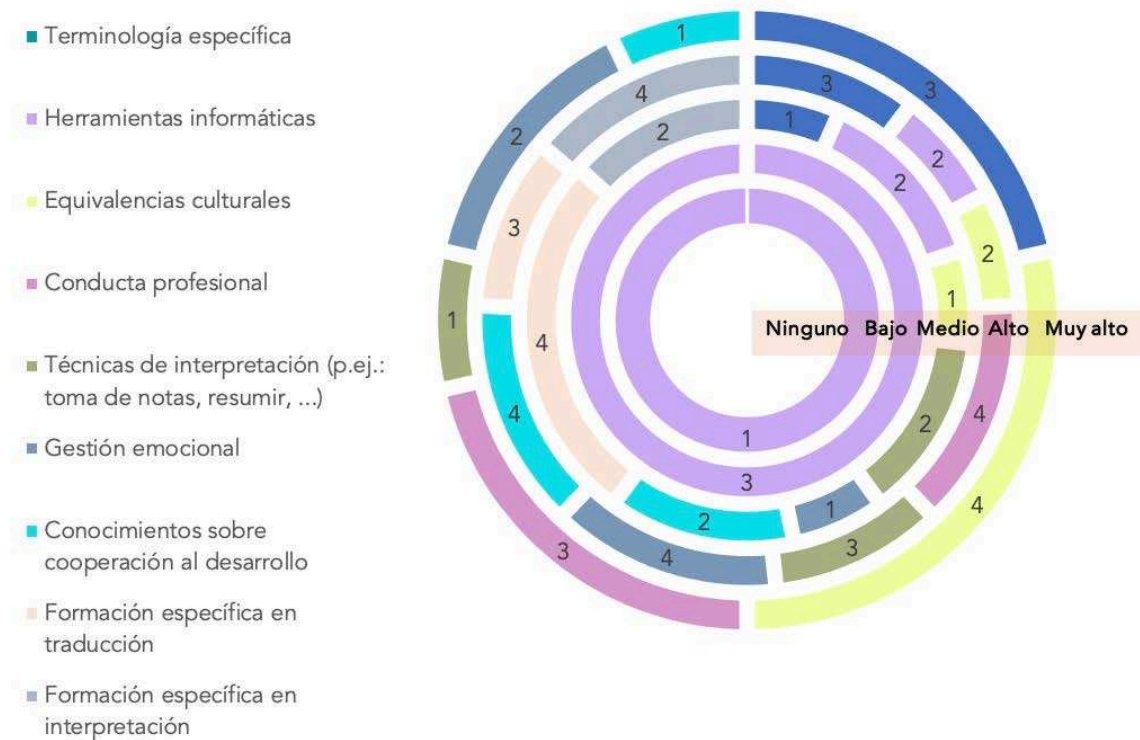 Terminología específica
Herramientas informáticas
Equivalencias culturales
Conducta profesional
Técnicas de interpretación (p.ej.:
toma de notas, resumir, ...)
Gestión emocional
Conocimientos sobre
cooperación al desarrollo
Formación específica en
traducción
Formación específica en
interpretación
1
4
2
3
3
1
2
2
2
2
1
3
1
4
Ninguno Bajo Medio Alto Muy alto
4
2
4
1
3
2
1
4
3
4
3